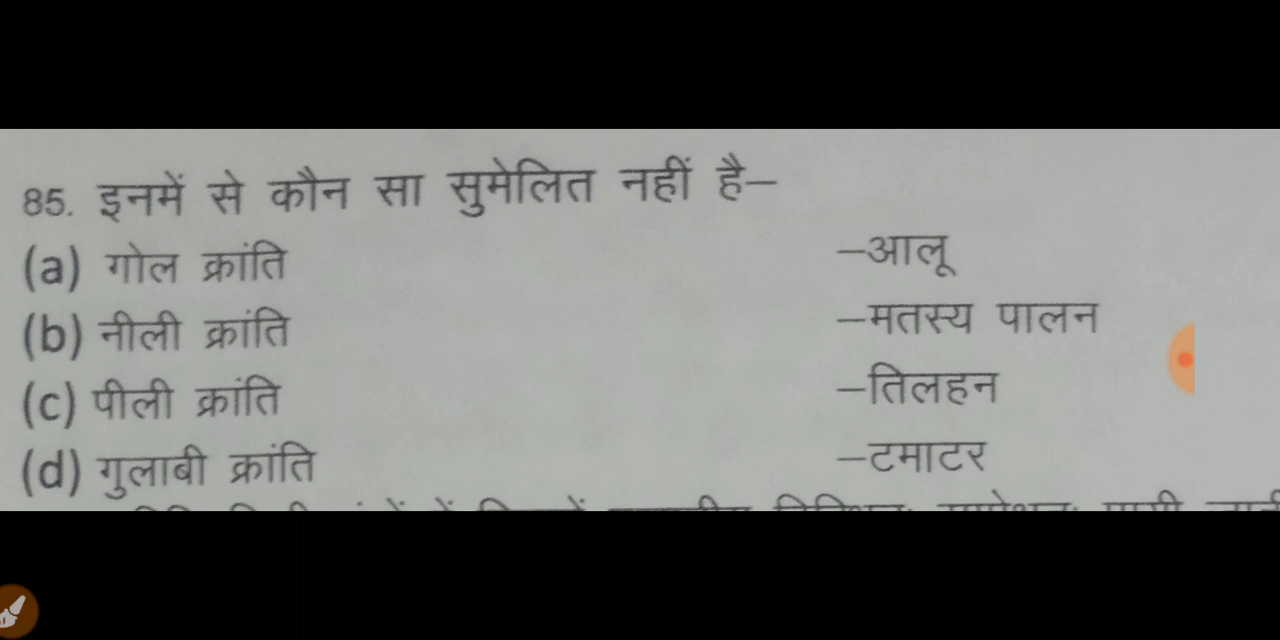 85. इनमें से कौन सा सुमेलित नहीं है–
(a) गोल क्रांति –आलू
(b) नीली क्रांति –मतस्य पालन
(c) पीली क्रांति –तिलहन
(d) गुलाबी क्रांति –टमाटर